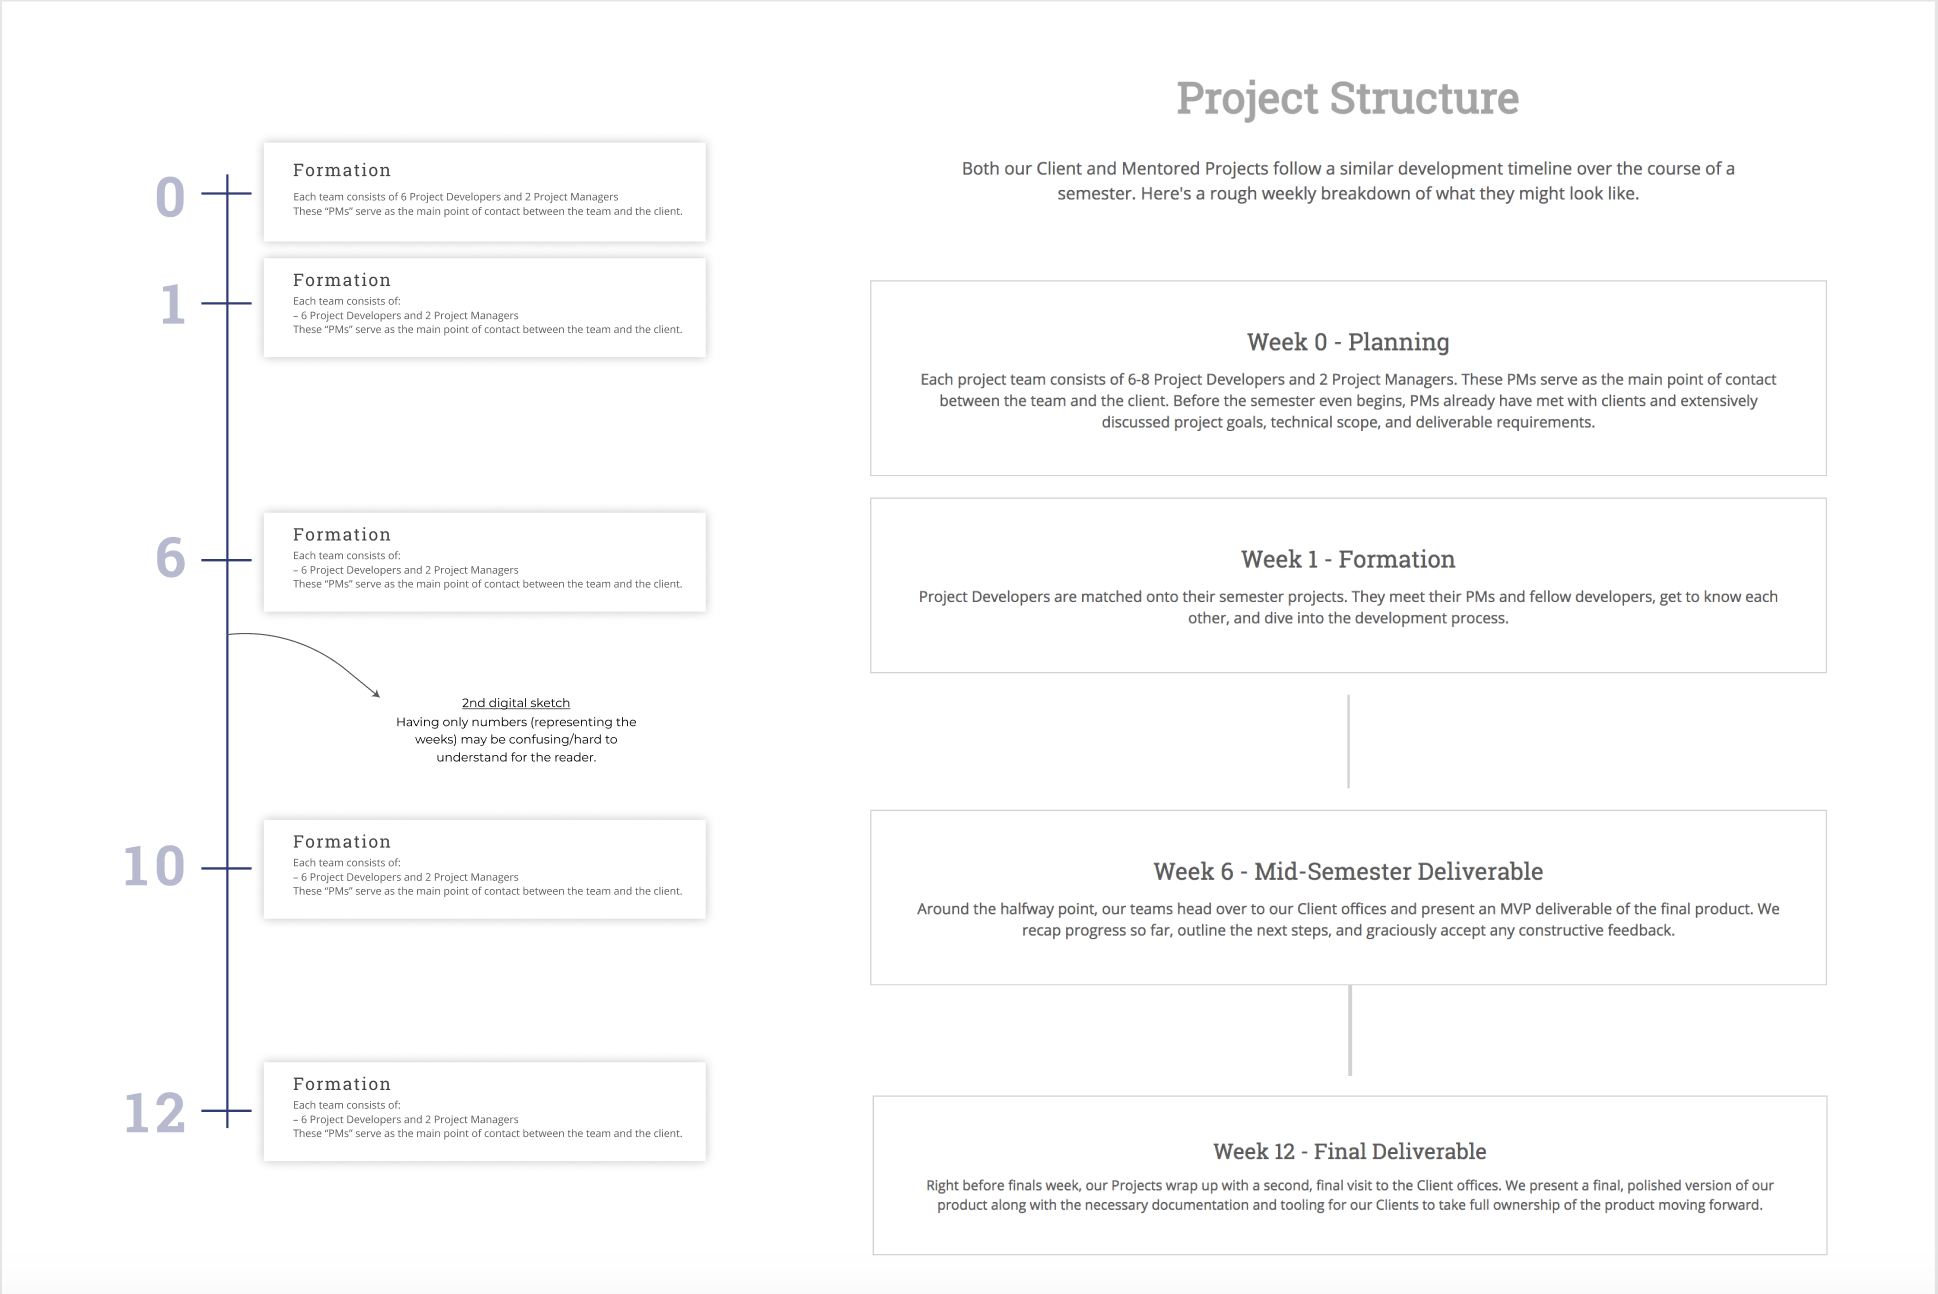 0
Formation
Each team consists of 6 Project Developers and 2 Project Managers
These “PMs” serve as the main point of contact between the team and the client.
1
Formation
Each team consists of:
– 6 Project Developers and 2 Project Managers
These “PMs” serve as the main point of contact between the team and the client.
6
Formation
Each team consists of:
– 6 Project Developers and 2 Project Managers
These “PMs” serve as the main point of contact between the team and the client.
2nd digital sketch
Having only numbers (representing the
weeks) may be confusing/hard to
understand for the reader.
10
Formation
Each team consists of:
– 6 Project Developers and 2 Project Managers
These “PMs” serve as the main point of contact between the team and the client.
12
Formation
Each team consists of:
– 6 Project Developers and 2 Project Managers
These “PMs” serve as the main point of contact between the team and the client.
Project Structure
Both our Client and Mentored Projects follow a similar development timeline over the course of a
semester. Here's a rough weekly breakdown of what they might look like.
Week 0 - Planning
Each project team consists of 6-8 Project Developers and 2 Project Managers. These PMs serve as the main point of contact
between the team and the client. Before the semester even begins, PMs already have met with clients and extensively
discussed project goals, technical scope, and deliverable requirements.
Week 1 - Formation
Project Developers are matched onto their semester projects. They meet their PMs and fellow developers, get to know each
other, and dive into the development process.
Week 6 - Mid-Semester Deliverable
Around the halfway point, our teams head over to our Client offices and present an MVP deliverable of the final product. We
recap progress so far, outline the next steps, and graciously accept any constructive feedback.
Week 12 - Final Deliverable
Right before finals week, our Projects wrap up with a second, final visit to the Client offices. We present a final, polished version of our
product along with the necessary documentation and tooling for our Clients to take full ownership of the product moving forward.